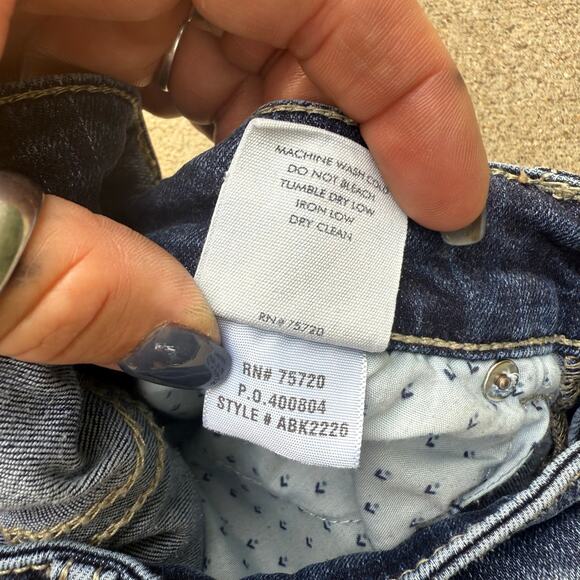 MACHINE WASH COLD
DO NOT BLEACH
TUMBLE DRY LOW
IRON LOW
DRY CLEAN
RN# 75720
RN# 75720
P.O.400804
STYLE # ABK2226